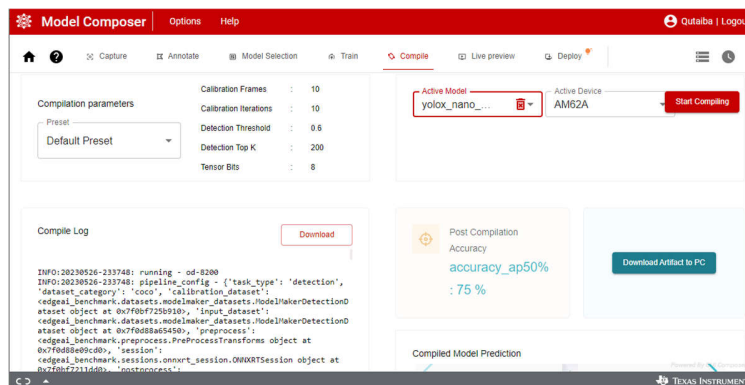 Model Composer
Options
Help
Qutaiba | Logou
Capture
Annotate
Model Selection
Train
Compile
Live preview
Deploy
Compilation parameters
Preset
Default Preset
Calibration Frames : 10
Calibration Iterations : 10
Detection Threshold : 0.6
Detection Top K : 200
Tensor Bits : 8
Active Model
yolox_nano_...
Active Device
AM62A
Start Compiling
Compile Log
Download
INFO:20230526-233748: running - od-8200
INFO:20230526-233748: pipeline_config - {'task_type': 'detection',
'dataset_category': 'coco', 'calibration_dataset':
<edgeai_benchmark.datasets.modelmaker_datasets.ModelMakerDetectionD
ataset object at 0x7f0bf725b910>, 'input_dataset':
<edgeai_benchmark.datasets.modelmaker_datasets.ModelMakerDetectionD
ataset object at 0x7f0d88a65450>, 'preprocess':
<edgeai_benchmark.preprocess.PreProcessTransforms object at
0x7f0d88e09cd0>, 'session':
<edgeai_benchmark.sessions.onnxrt_session.ONNXRTSession object at
0x7f0bf7211dd0>, 'postprocess':
Post Compilation
Accuracy
accuracy_ap50%
: 75 %
Download Artifact to PC
Compiled Model Prediction
TEXAS INSTRUMEN